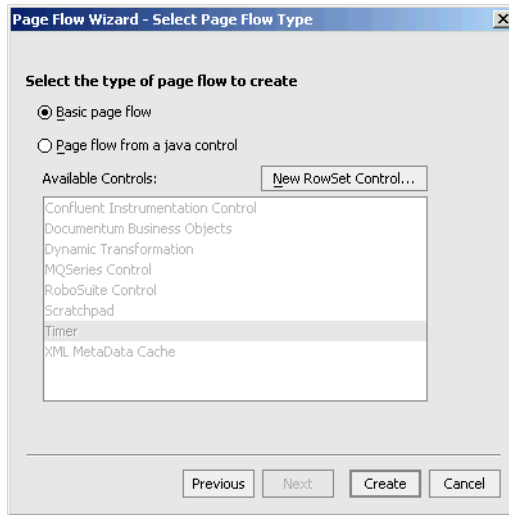 Page Flow Wizard - Select Page Flow Type
Select the type of page flow to create
Basic page flow
Page flow from a java control
Available Controls:
New RowSet Control...
Confluent Instrumentation Control
Documentum Business Objects
Dynamic Transformation
MQSeries Control
RoboSuite Control
Scratchpad
Timer
XML MetaData Cache
Previous
Next
Create
Cancel